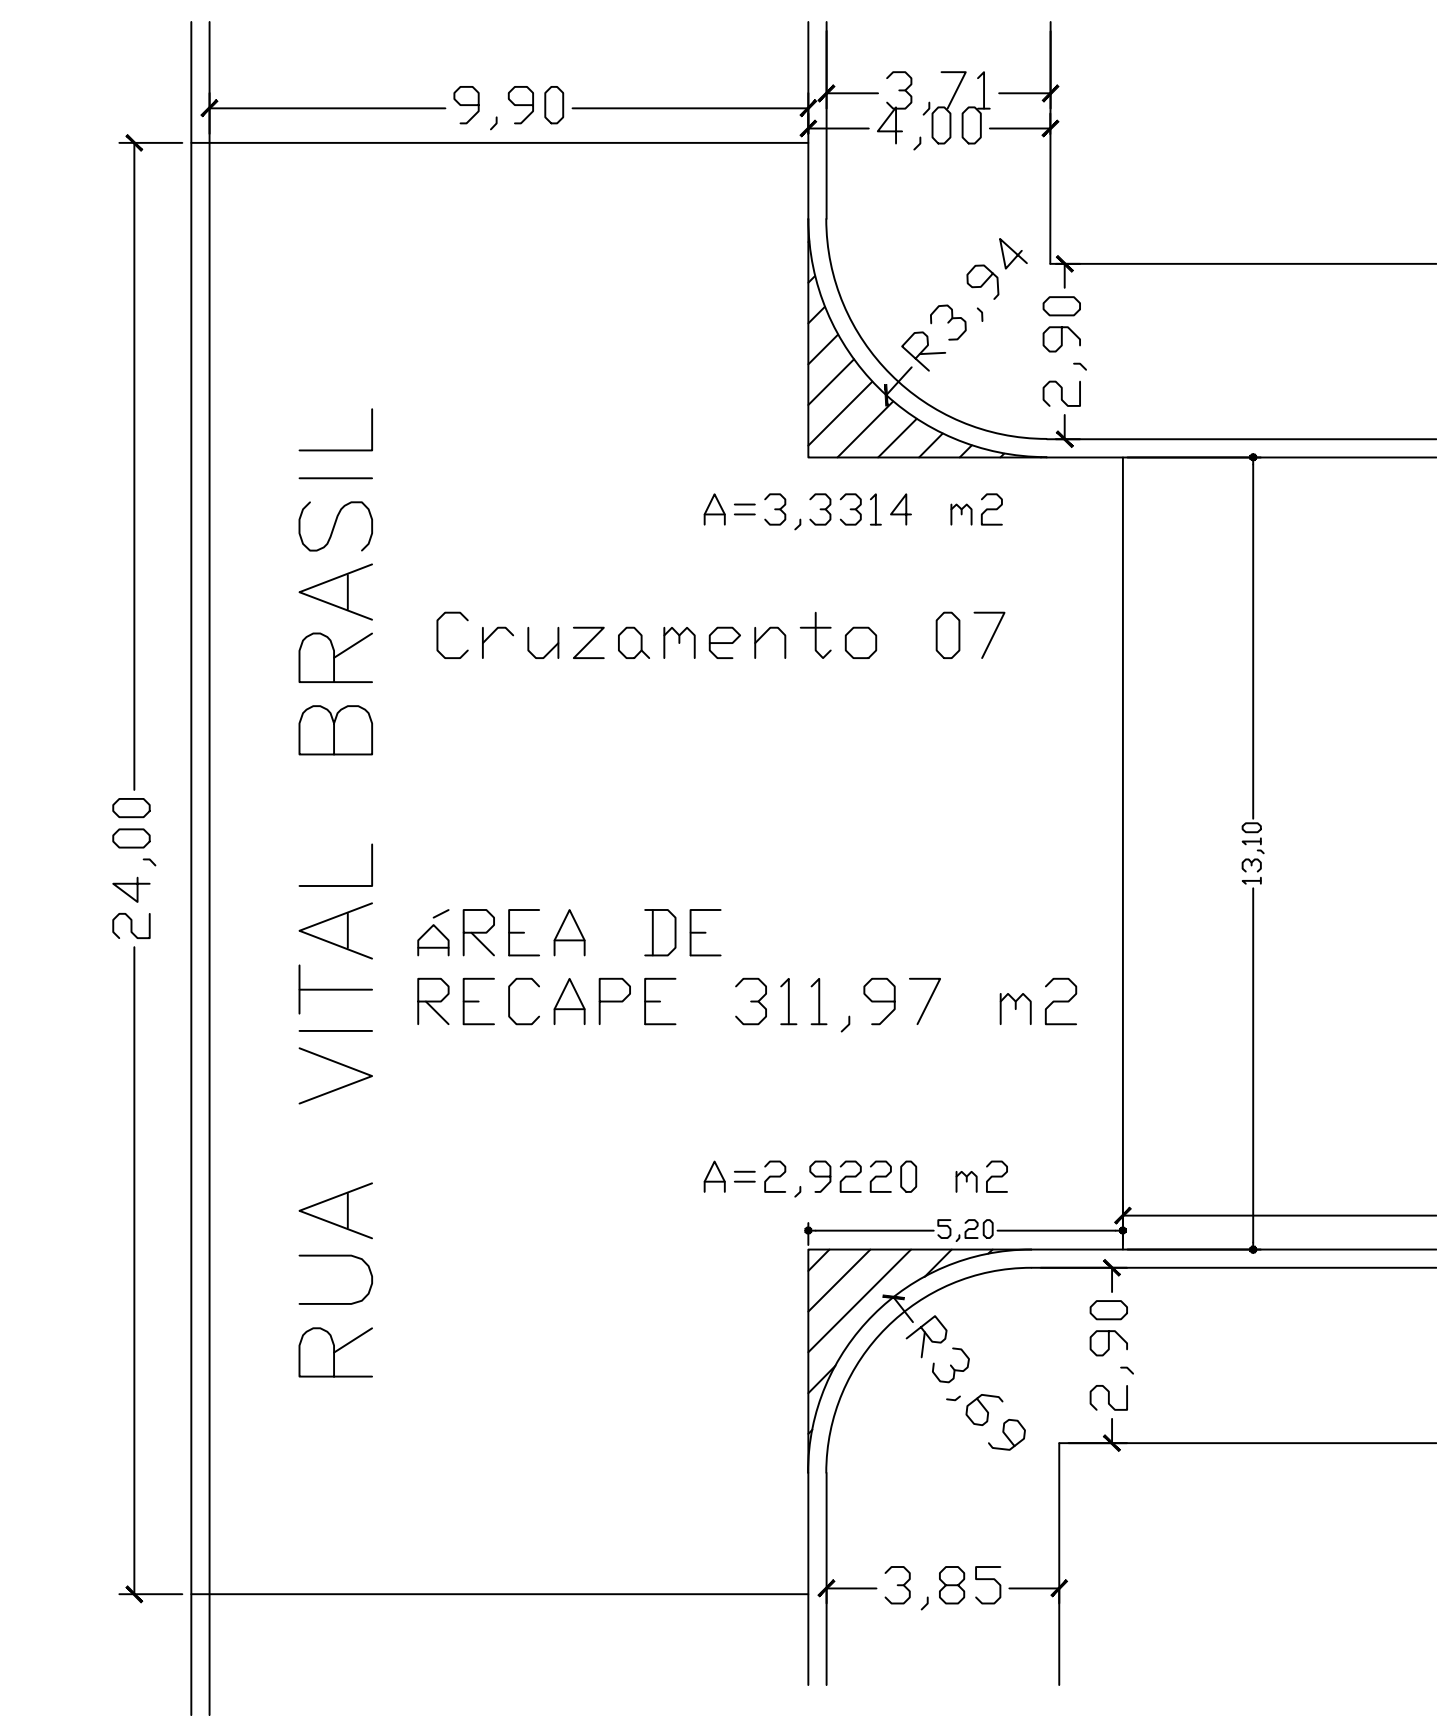 3,71
9,90
4,00
R3,94
2,90
A=3,3314 m2
Cruzamento 07
RUA VITAL BRASIL
24,00
13,10
áREA DE
RECAPE 311,97 m2
A=2,9220 m2
5,20
R3,69
2,90
3,85